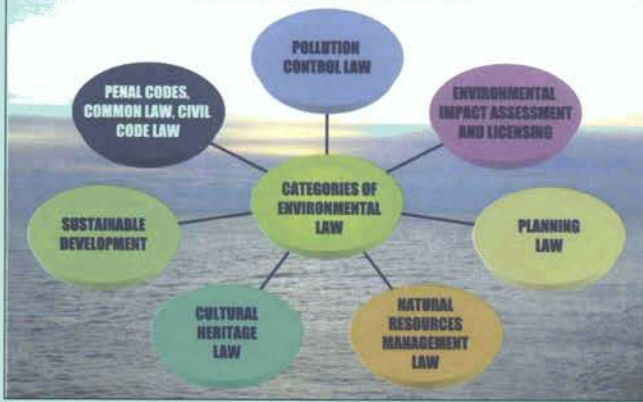 POLLUTION
CONTROL LAW
PENAL CODES,
COMMON LAW, CIVIL
CODE LAW
ENVIRONMENTAL
IMPACT ASSESSMENT
AND LICENSING
CATEGORIES OF
ENVIRONMENTAL
LAW
SUSTAINABLE
DEVELOPMENT
PLANNING
LAW
CULTURAL
HERITAGE
LAW
NATURAL
RESOURCES
MANAGEMENT
LAW